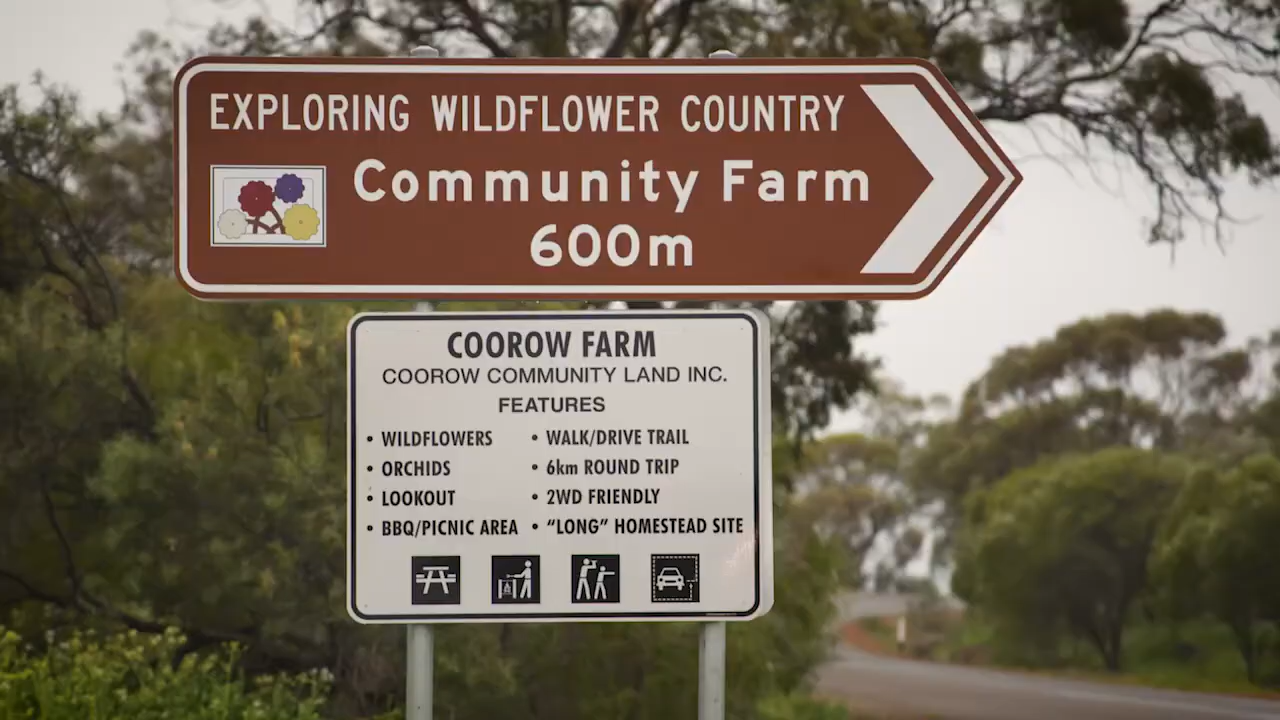 EXPLORING WILDFLOWER COUNTRY
Community Farm
600m
COOROW FARM
COOROW COMMUNITY LAND INC.
FEATURES
• WILDFLOWERS
• ORCHIDS
• LOOKOUT
• BBQ/PICNIC AREA
• WALK/DRIVE TRAIL
• 6km ROUND TRIP
• 2WD FRIENDLY
• “LONG” HOMESTEAD SITE